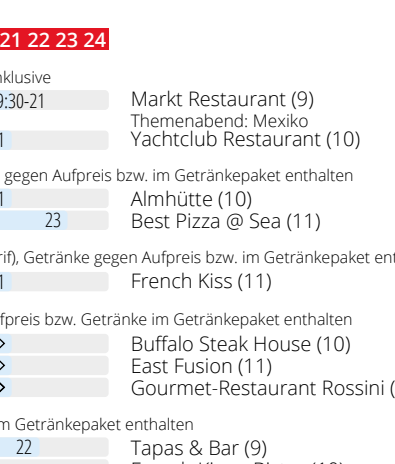 21 22 23 24
nklusive
9:30-21 Markt Restaurant (9)
Themenabend: Mexiko
1 Yachtclub Restaurant (10)
gegen Aufpreis bzw. im Getränkepaket enthalten
1 Almhütte (10)
23 Best Pizza @ Sea (11)
rif), Getränke gegen Aufpreis bzw. im Getränkepaket ent
1 French Kiss (11)
fpreis bzw. Getränke im Getränkepaket enthalten
> Buffalo Steak House (10)
> East Fusion (11)
> Gourmet-Restaurant Rossini (
m Getränkepaket enthalten
22 Tapas & Bar (9)